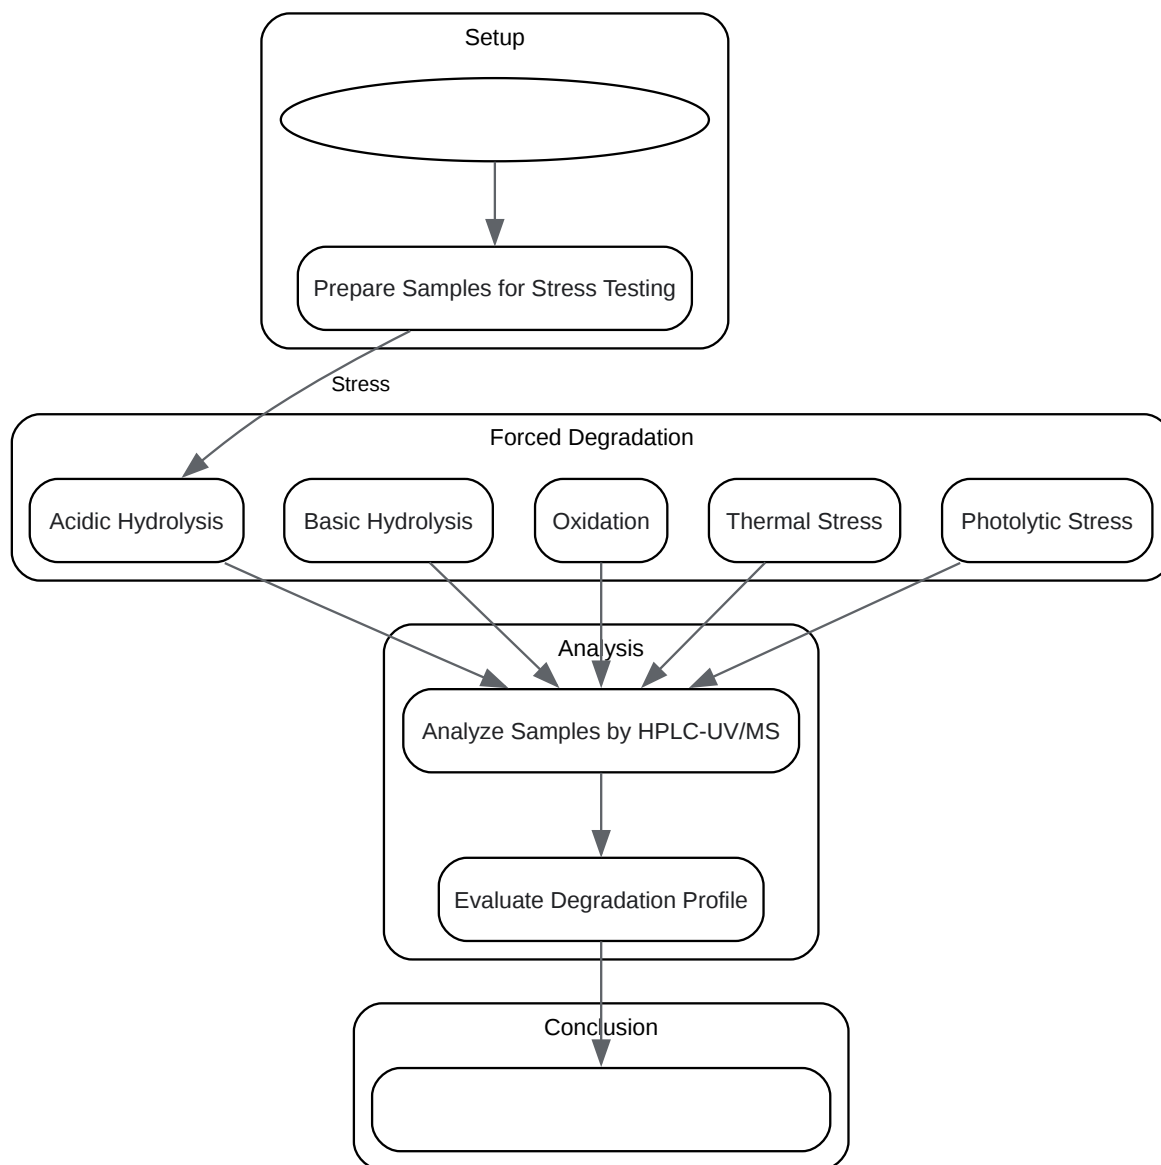 Setup
Prepare Samples for Stress Testing
Stress
Forced Degradation
Acidic Hydrolysis
Basic Hydrolysis
Oxidation
Thermal Stress
Photolytic Stress
Analysis
Analyze Samples by HPLC-UV/MS
Evaluate Degradation Profile
Conclusion